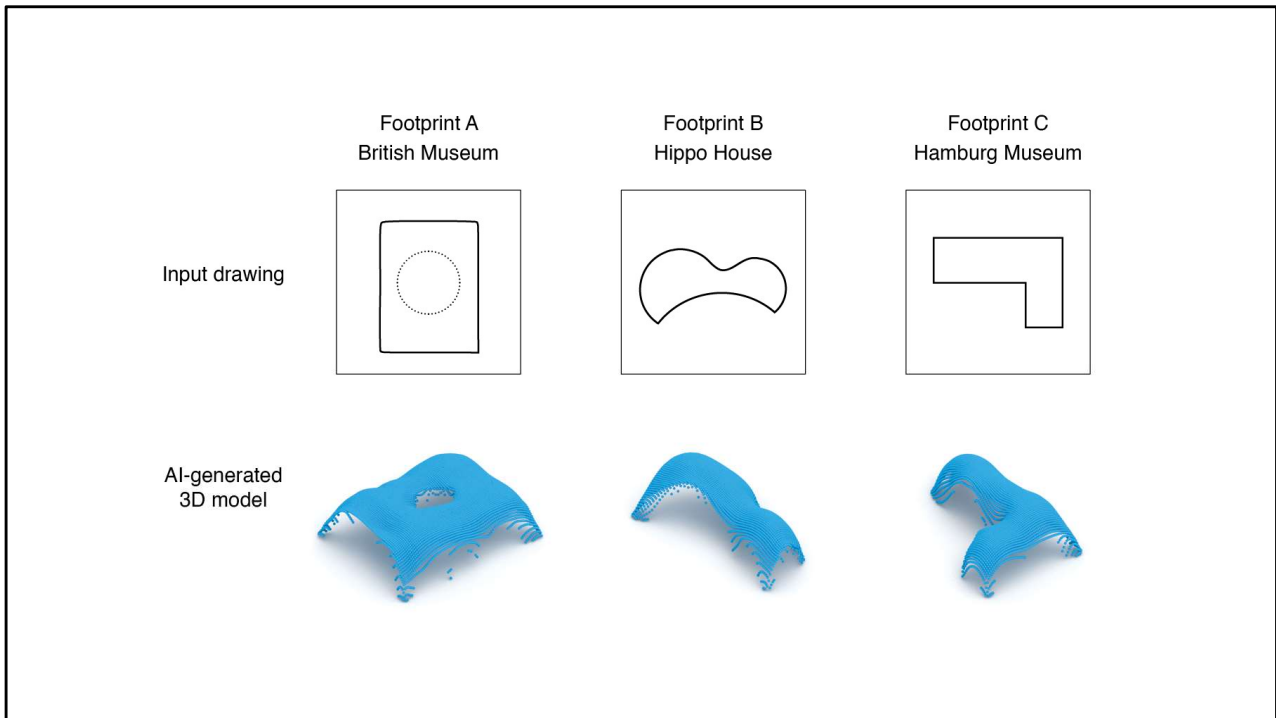 Footprint A
British Museum
Footprint B
Hippo House
Footprint C
Hamburg Museum
Input drawing
AI-generated
3D model